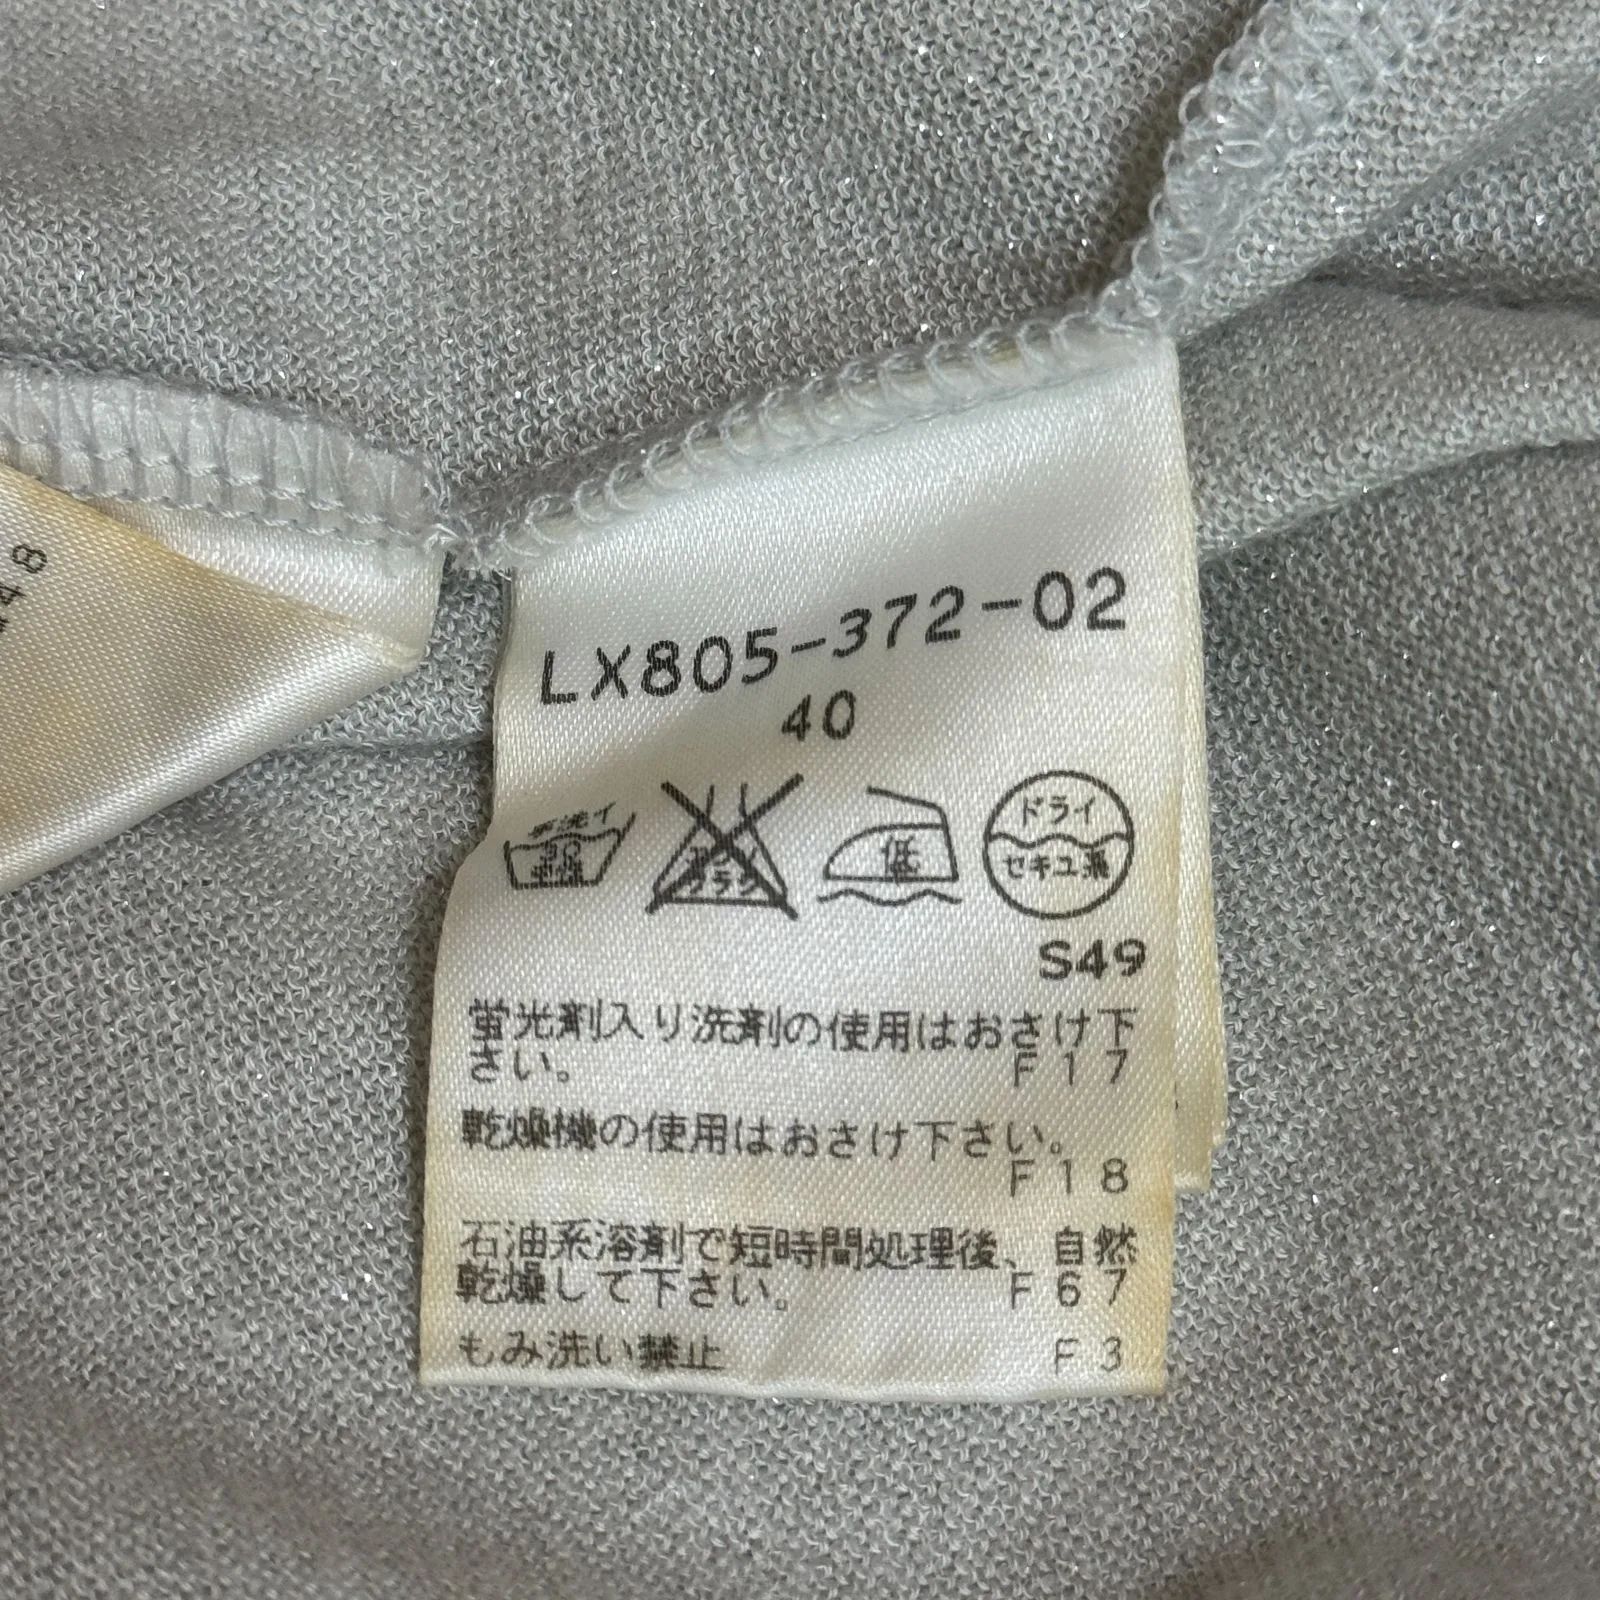 48
LX805-372-02
40
手洗イ
30
エンソ
サラシ
低
ドライ
セキユ系
S49
蛍光剤入り洗剤の使用はおさけ下
さい。 F17
乾燥機の使用はおさけ下さい。
F18
石油系溶剤で短時間処理後、自然
乾燥して下さい。 F67
もみ洗い禁止 F3